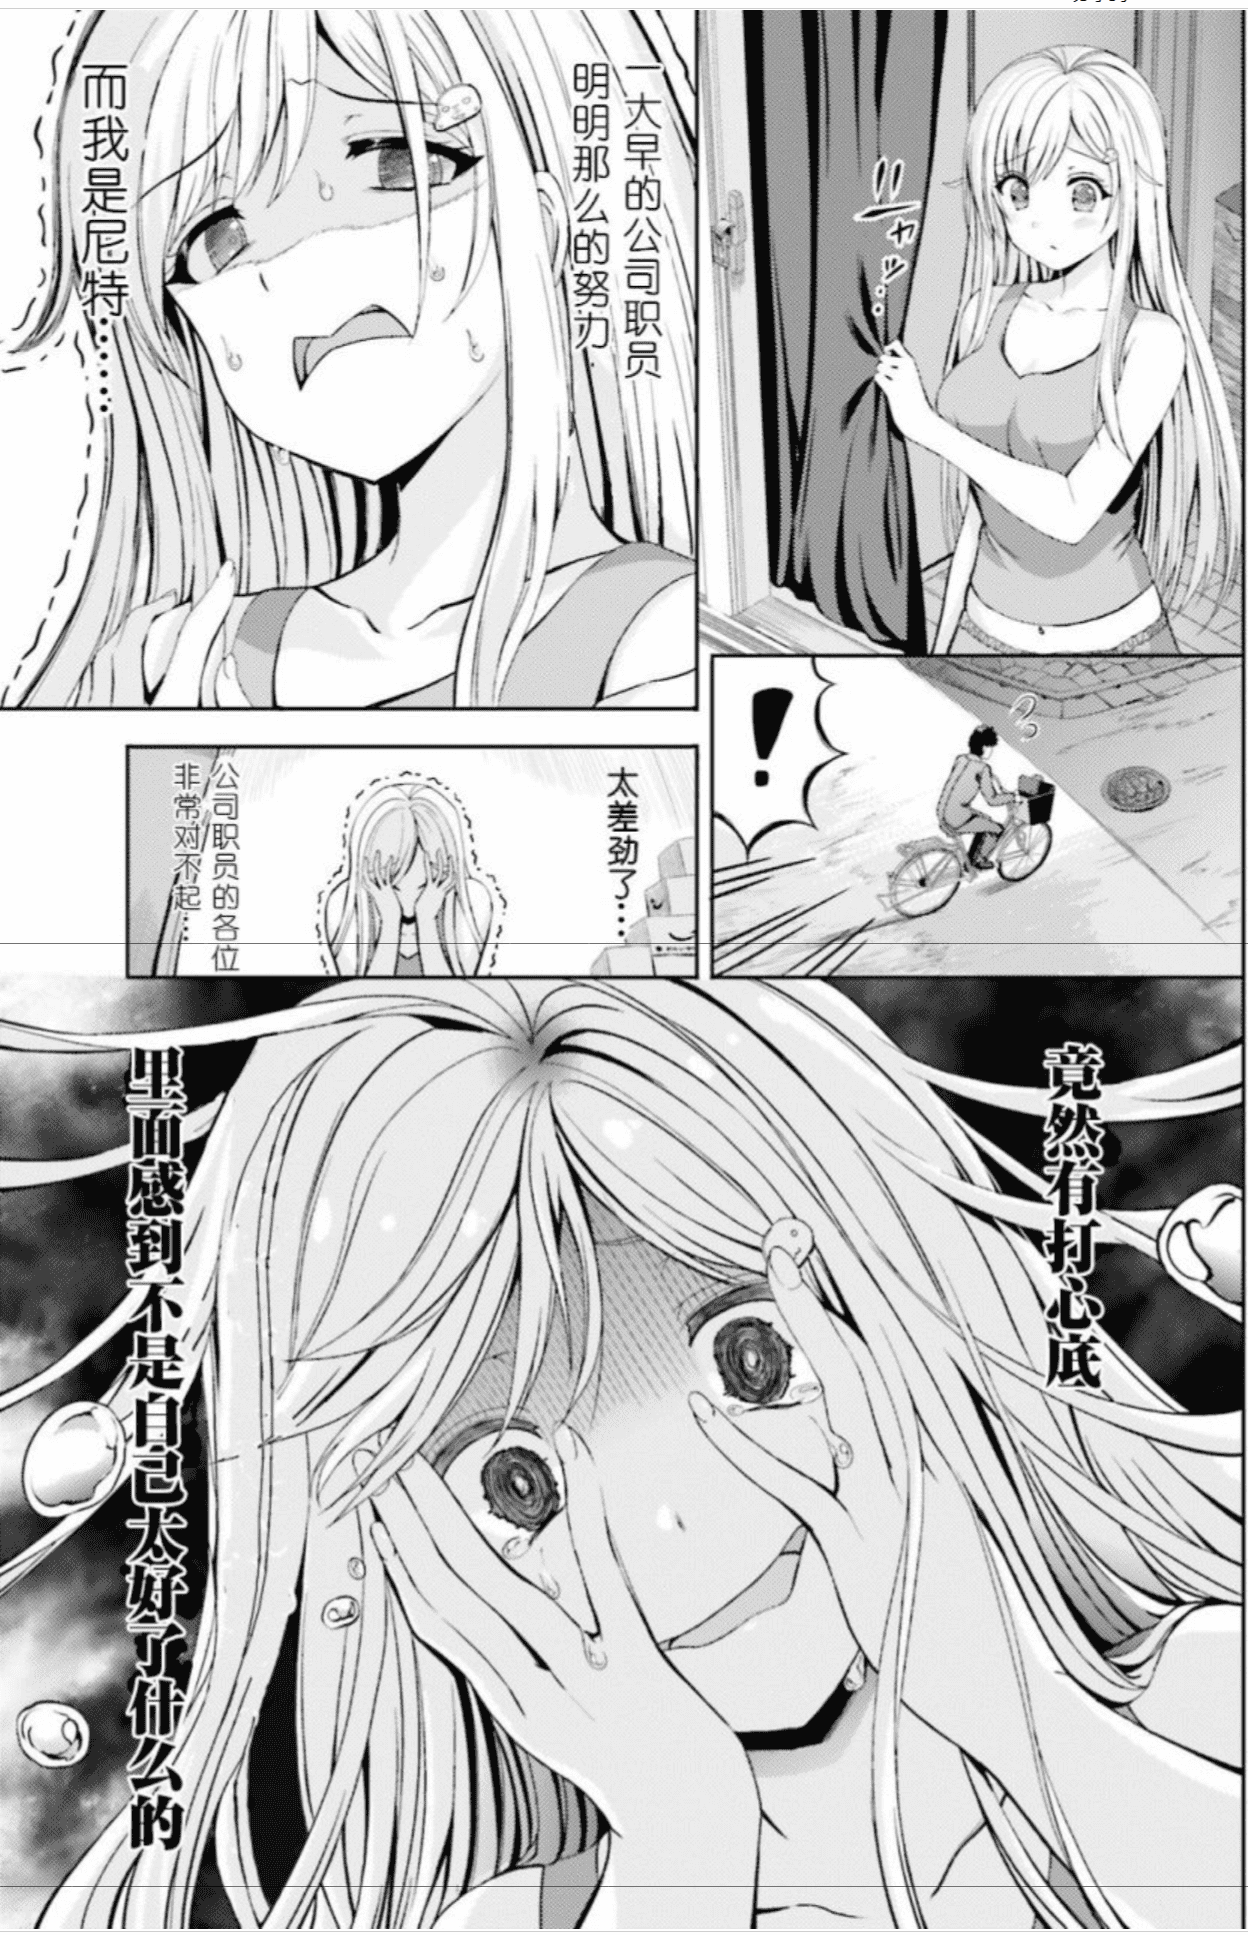 リカッ…
!
一大早的公司职员
明明那么的努力
而我是尼特……
太差劲了…
公司职员的各位
非常对不起…
竟然有打心底
里面感到不是自己太好了什么的